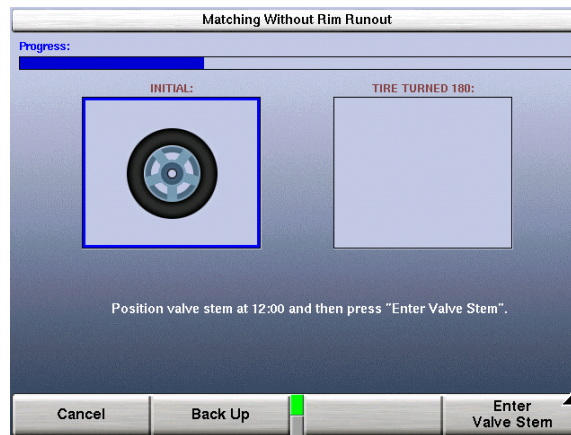 Matching Without Rim Runout
Progress:
INITIAL:
TIRE TURNED 180:
Position valve stem at 12:00 and then press "Enter Valve Stem".
Cancel
Back Up
Enter
Valve Stem